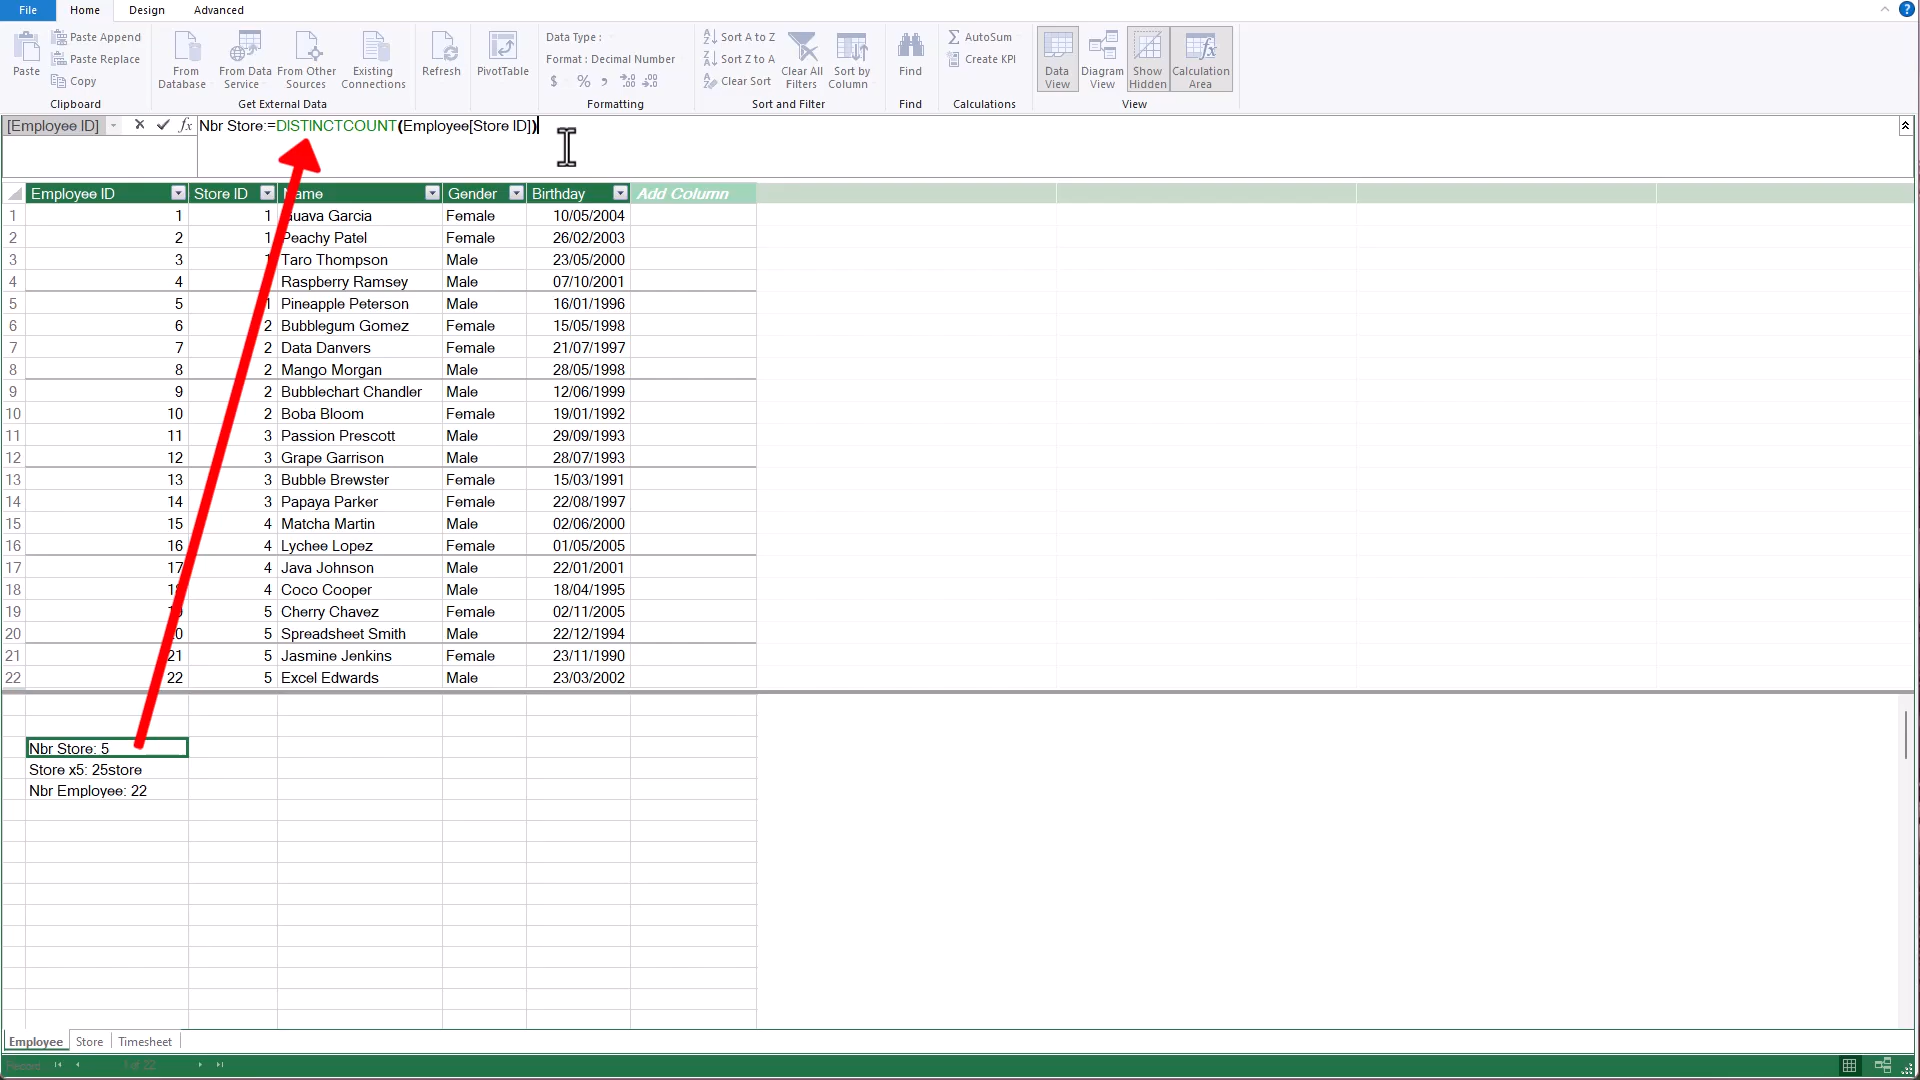 File Home Design Advanced
Paste
Paste Append
Paste Replace
Copy
Clipboard
From Database
From Data Service
From Other Sources
Existing Connections
Get External Data
Refresh
PivotTable
Data Type :
Format : Decimal Number
$ % , .00 .00
Formatting
Sort A to Z
Sort Z to A
Clear Sort
Clear All Filters
Sort by Column
Sort and Filter
Find
Find
AutoSum
Create KPI
Calculations
Data View
Diagram View
Show Hidden
Calculation Area
View
[Employee ID] fx Nbr Store:=DISTINCTCOUNT(Employee[Store ID])
Employee ID Store ID Name Gender Birthday Add Column
1 1 1 Guava Garcia Female 10/05/2004
2 2 1 Peachy Patel Female 26/02/2003
3 3 1 Taro Thompson Male 23/05/2000
4 4 Raspberry Ramsey Male 07/10/2001
5 5 1 Pineapple Peterson Male 16/01/1996
6 6 2 Bubblegum Gomez Female 15/05/1998
7 7 2 Data Danvers Female 21/07/1997
8 8 2 Mango Morgan Male 28/05/1998
9 9 2 Bubblechart Chandler Male 12/06/1999
10 10 2 Boba Bloom Female 19/01/1992
11 11 3 Passion Prescott Male 29/09/1993
12 12 3 Grape Garrison Male 28/07/1993
13 13 3 Bubble Brewster Female 15/03/1991
14 14 3 Papaya Parker Female 22/08/1997
15 15 4 Matcha Martin Male 02/06/2000
16 16 4 Lychee Lopez Female 01/05/2005
17 17 4 Java Johnson Male 22/01/2001
18 18 4 Coco Cooper Male 18/04/1995
19 19 5 Cherry Chavez Female 02/11/2005
20 20 5 Spreadsheet Smith Male 22/12/1994
21 21 5 Jasmine Jenkins Female 23/11/1990
22 22 5 Excel Edwards Male 23/03/2002
Nbr Store: 5
Store x5: 25store
Nbr Employee: 22
Employee Store Timesheet
Record: 1 of 22